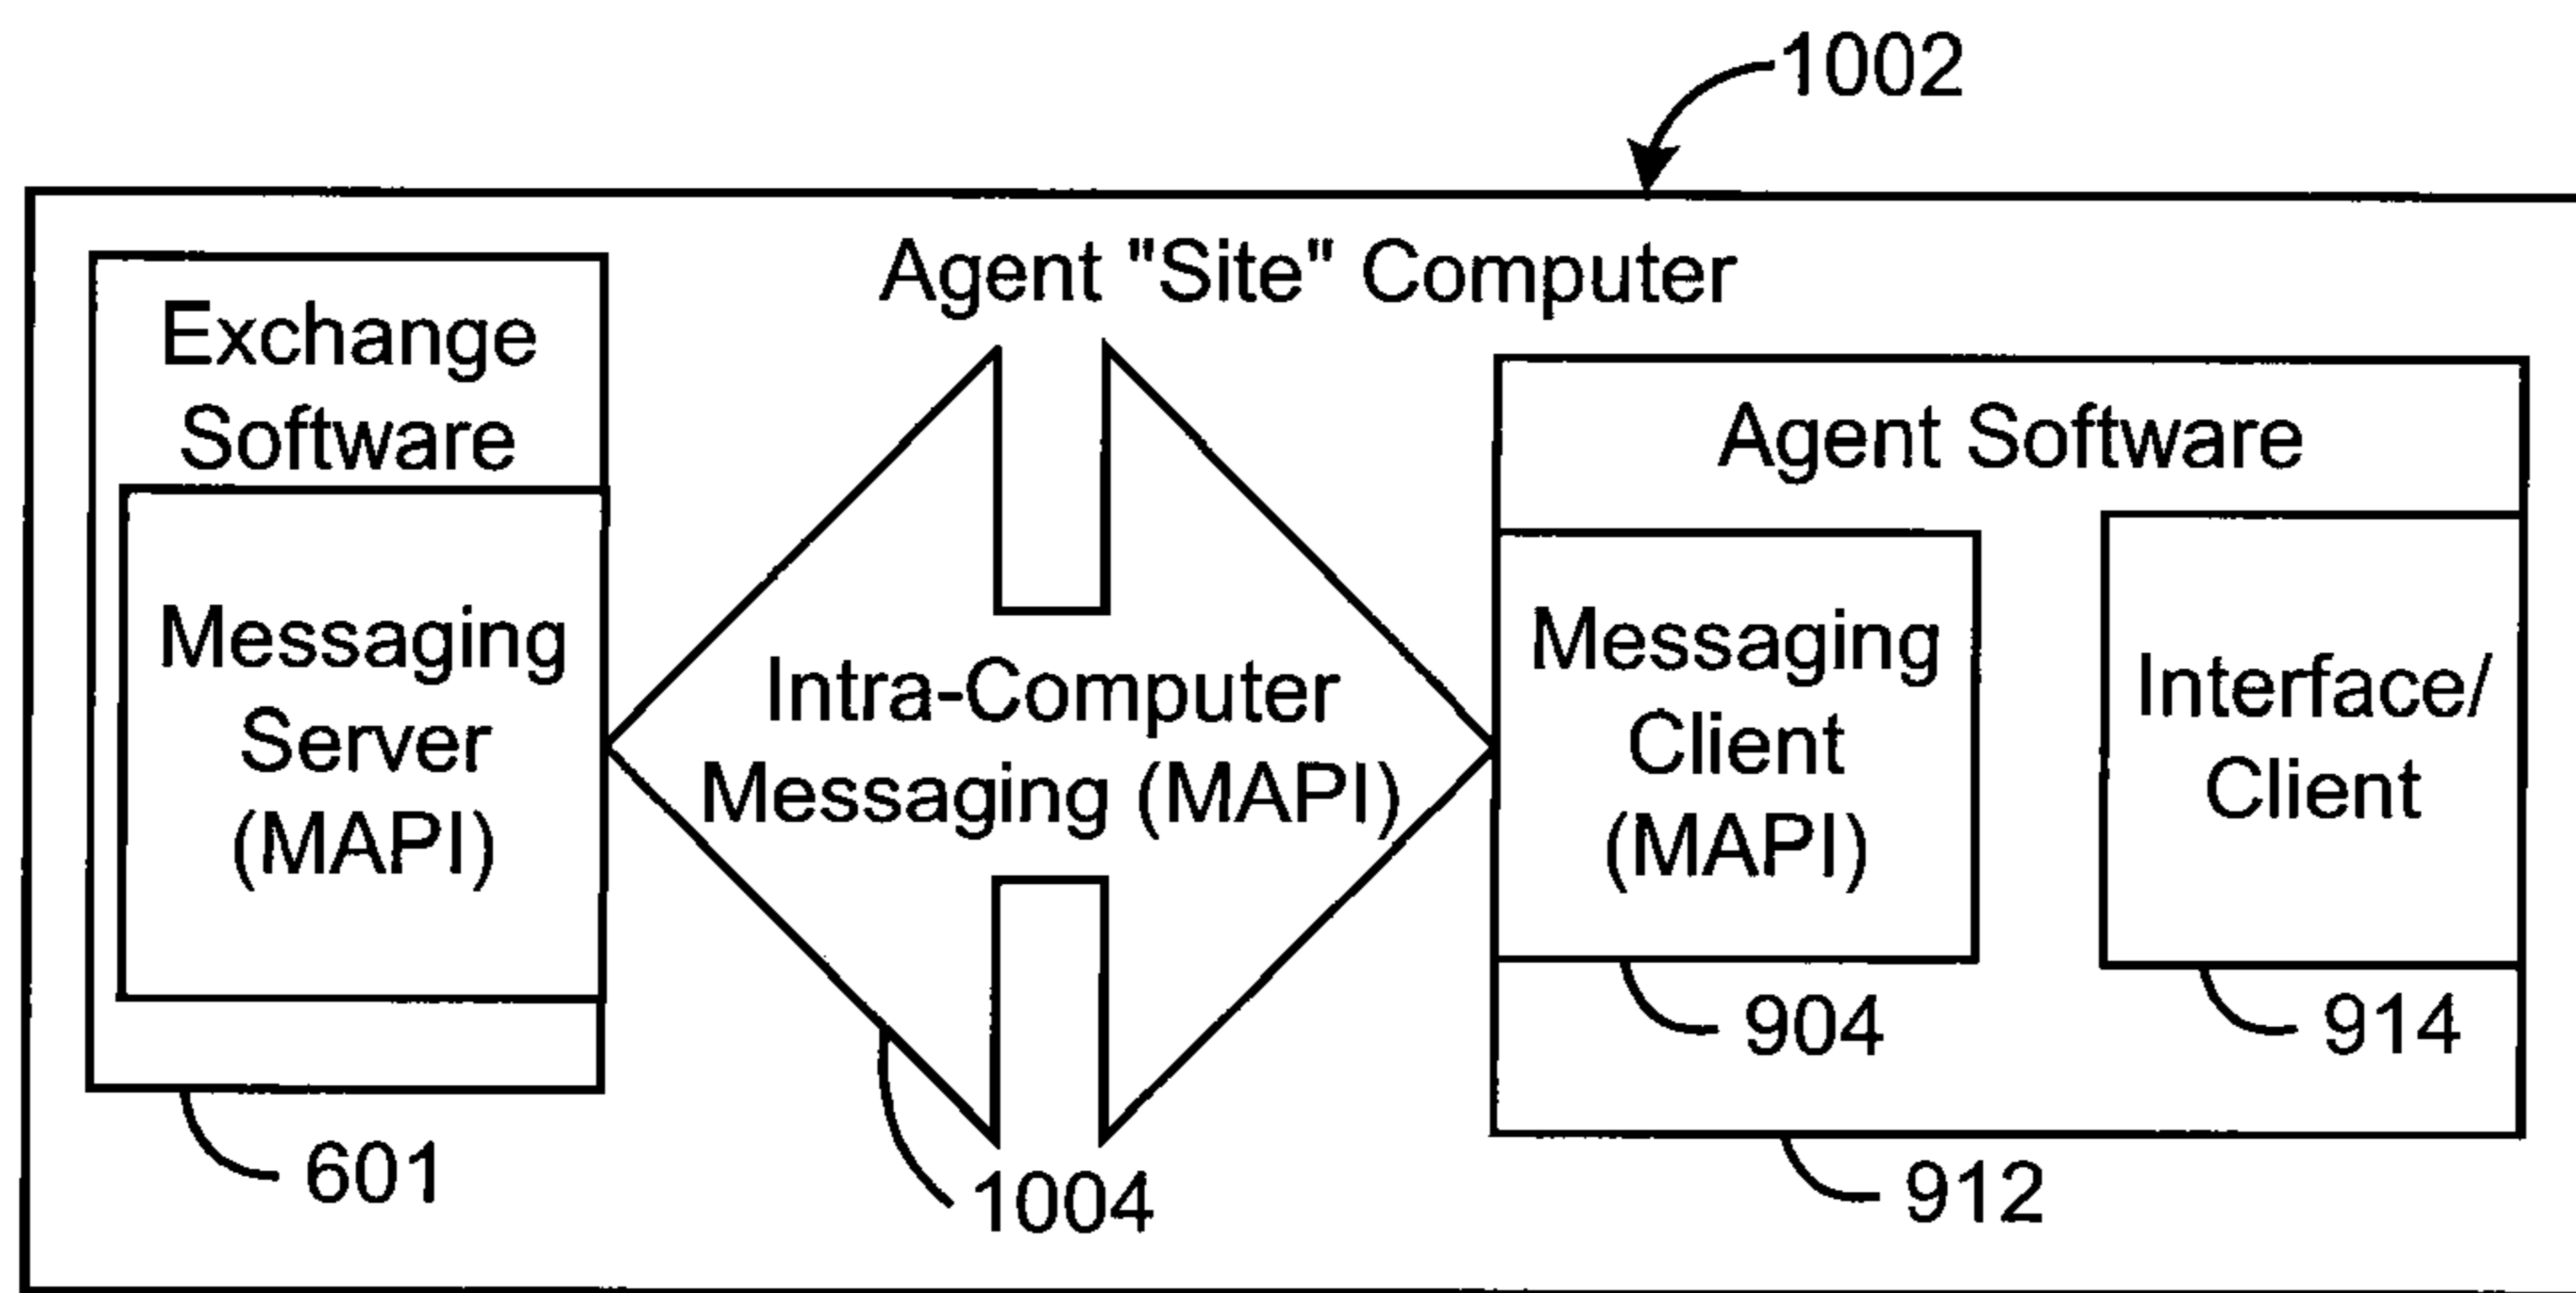 1002
Agent "Site" Computer
Exchange
Software
Messaging
Server
(MAPI)
601
Intra-Computer
Messaging (MAPI)
1004
Agent Software
Messaging
Client
(MAPI)
904
Interface/
Client
914
912